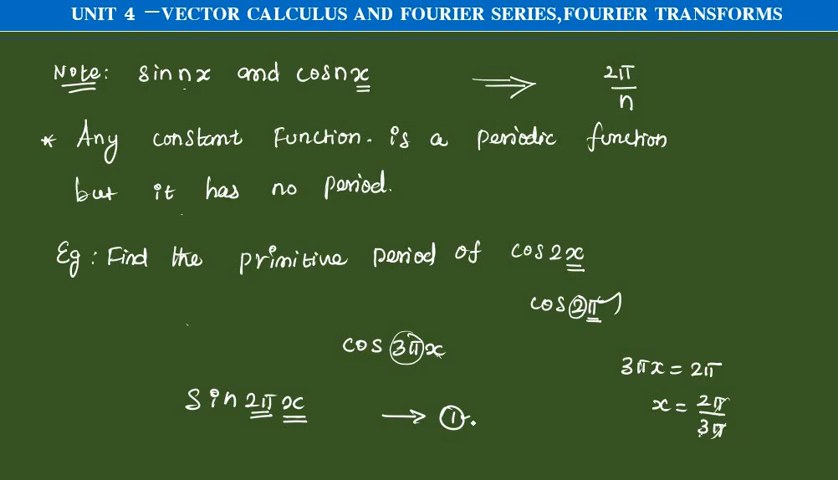 UNIT 4 －VECTOR CALCULUS AND FOURIER SERIES,FOURIER TRANSFORMS
Note: sin nx and cosnx ⟹ 2π/n
* Any constant Function. is a periodic function
but it has no period.
Eg: Find the primitive period of cos 2x
cos 2π
cos 3πx
3πx = 2π
sin 2πx → ①.
x = 2π/3π